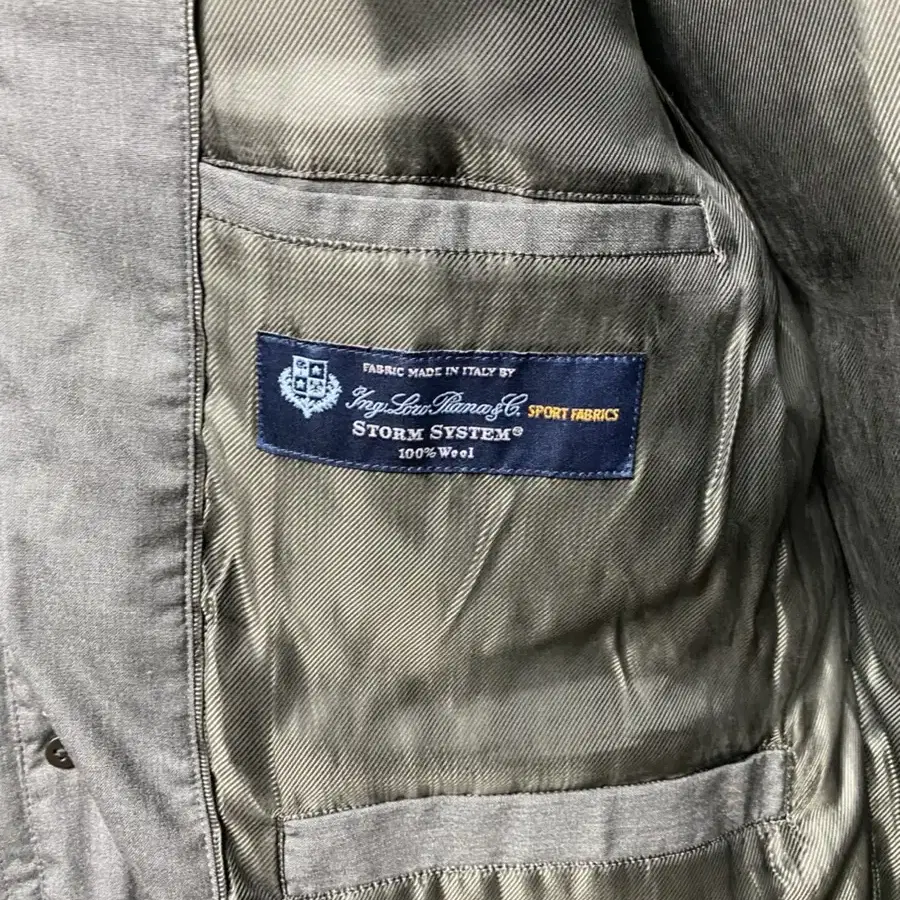 FABRIC MADE IN ITALY BY
Ing. Loro Piana & C. SPORT FABRICS
STORM SYSTEM®
100% Wool